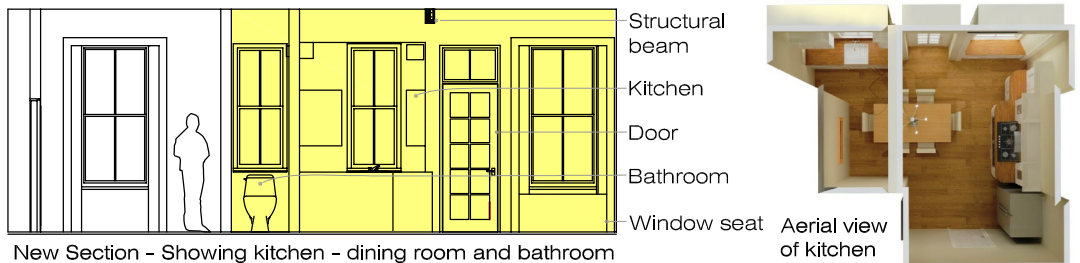 Structural
beam
Kitchen
Door
Bathroom
Window seat
New Section - Showing kitchen - dining room and bathroom
Aerial view
of kitchen